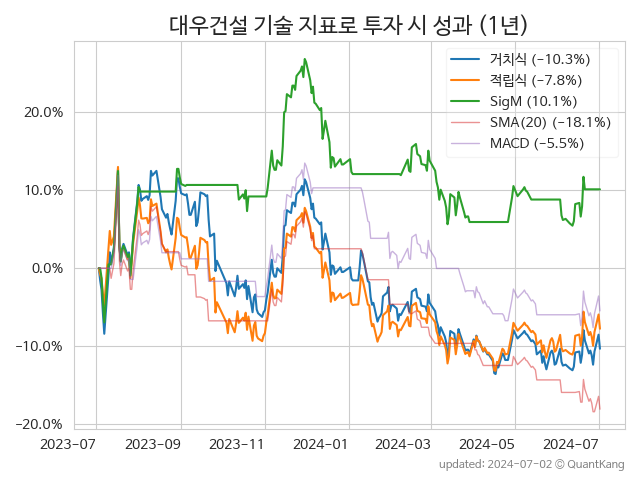 대우건설 기술 지표로 투자 시 성과 (1년)
거치식 (−10.3%)
적립식 (−7.8%)
SigM (10.1%)
SMA(20) (−18.1%)
MACD (−5.5%)
20.0%
10.0%
0.0%
−10.0%
−20.0%
2023-07 2023-09 2023-11 2024-01 2024-03 2024-05 2024-07
updated: 2024-07-02 © QuantKang